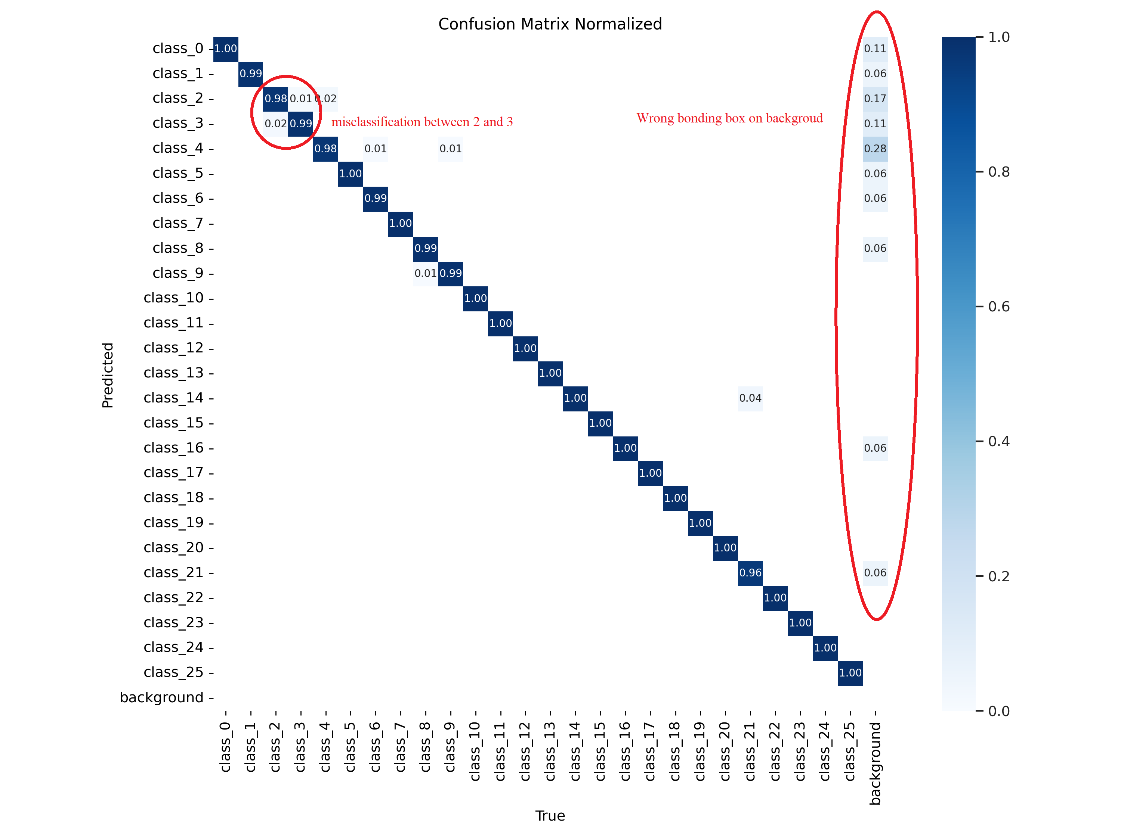 Confusion Matrix Normalized
class_0 1.00 0.11
class_1 0.99 0.06
class_2 0.98 0.01 0.02 0.17
class_3 0.02 0.99 0.11
misclassification between 2 and 3
Wrong bonding box on backgroud
class_4 0.98 0.01 0.01 0.28
class_5 1.00 0.06
class_6 0.99 0.06
class_7 1.00
class_8 0.99 0.06
class_9 0.01 0.99
class_10 1.00
class_11 1.00
class_12 1.00
class_13 1.00
class_14 1.00 0.04
class_15 1.00
class_16 1.00 0.06
class_17 1.00
class_18 1.00
class_19 1.00
class_20 1.00
class_21 0.96 0.06
class_22 1.00
class_23 1.00
class_24 1.00
class_25 1.00
background
Predicted
class_0
class_1
class_2
class_3
class_4
class_5
class_6
class_7
class_8
class_9
class_10
class_11
class_12
class_13
class_14
class_15
class_16
class_17
class_18
class_19
class_20
class_21
class_22
class_23
class_24
class_25
background
True
1.0
0.8
0.6
0.4
0.2
0.0